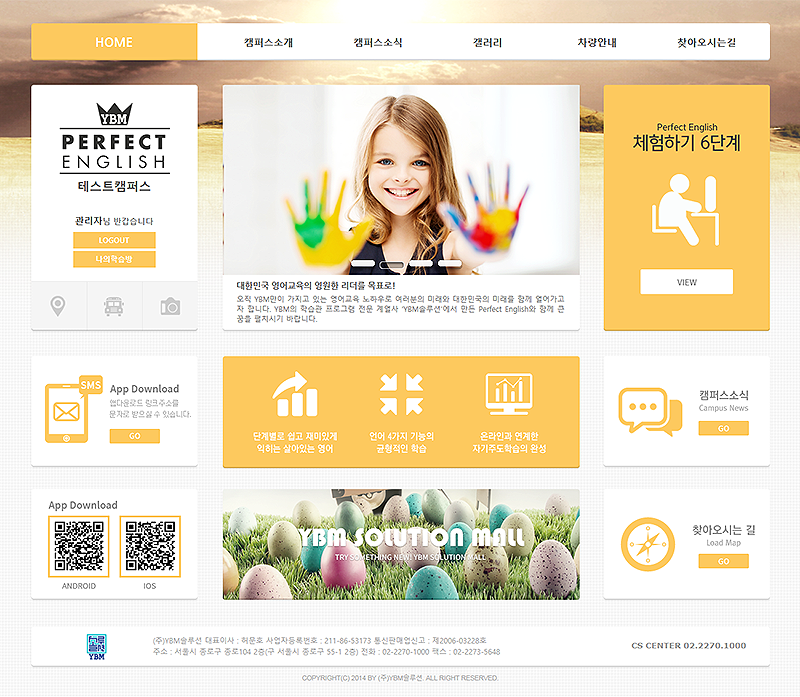 HOME 캠퍼스소개 캠퍼스소식 갤러리 차량안내 찾아오시는길
YBM
PERFECT
ENGLISH
테스트캠퍼스
관리자님 반갑습니다
LOGOUT
나의학습방
대한민국 영어교육의 영원한 리더를 목표로!
오직 YBM만이 가지고 있는 영어교육 노하우로 여러분의 미래와 대한민국의 미래를 함께 열어가고
자 합니다. YBM의 학습관 프로그램 전문 계열사 'YBM솔루션'에서 만든 Perfect English와 함께 큰
꿈을 펼치시기 바랍니다.
Perfect English
체험하기 6단계
VIEW
SMS
App Download
앱다운로드 링크주소를
문자로 받으실 수 있습니다.
GO
단계별로 쉽고 재미있게
익히는 살아있는 영어
언어 4가지 기능의
균형적인 학습
온라인과 연계한
자기주도학습의 완성
캠퍼스소식
Campus News
GO
App Download
ANDROID
IOS
YBM SOLUTION MALL
TRY SOMETHING NEW! YBM SOLUTION MALL
찾아오시는 길
Load Map
GO
YBM
(주)YBM솔루션 대표이사 : 허문호 사업자등록번호 : 211-86-53173 통신판매업신고 : 제2006-03228호
주소 : 서울시 종로구 종로104 2층(구 서울시 종로구 55-1 2층) 전화 : 02-2270-1000 팩스 : 02-2273-5648
CS CENTER 02.2270.1000
COPYRIGHT(C) 2014 BY (주)YBM솔루션. ALL RIGHT RESERVED.